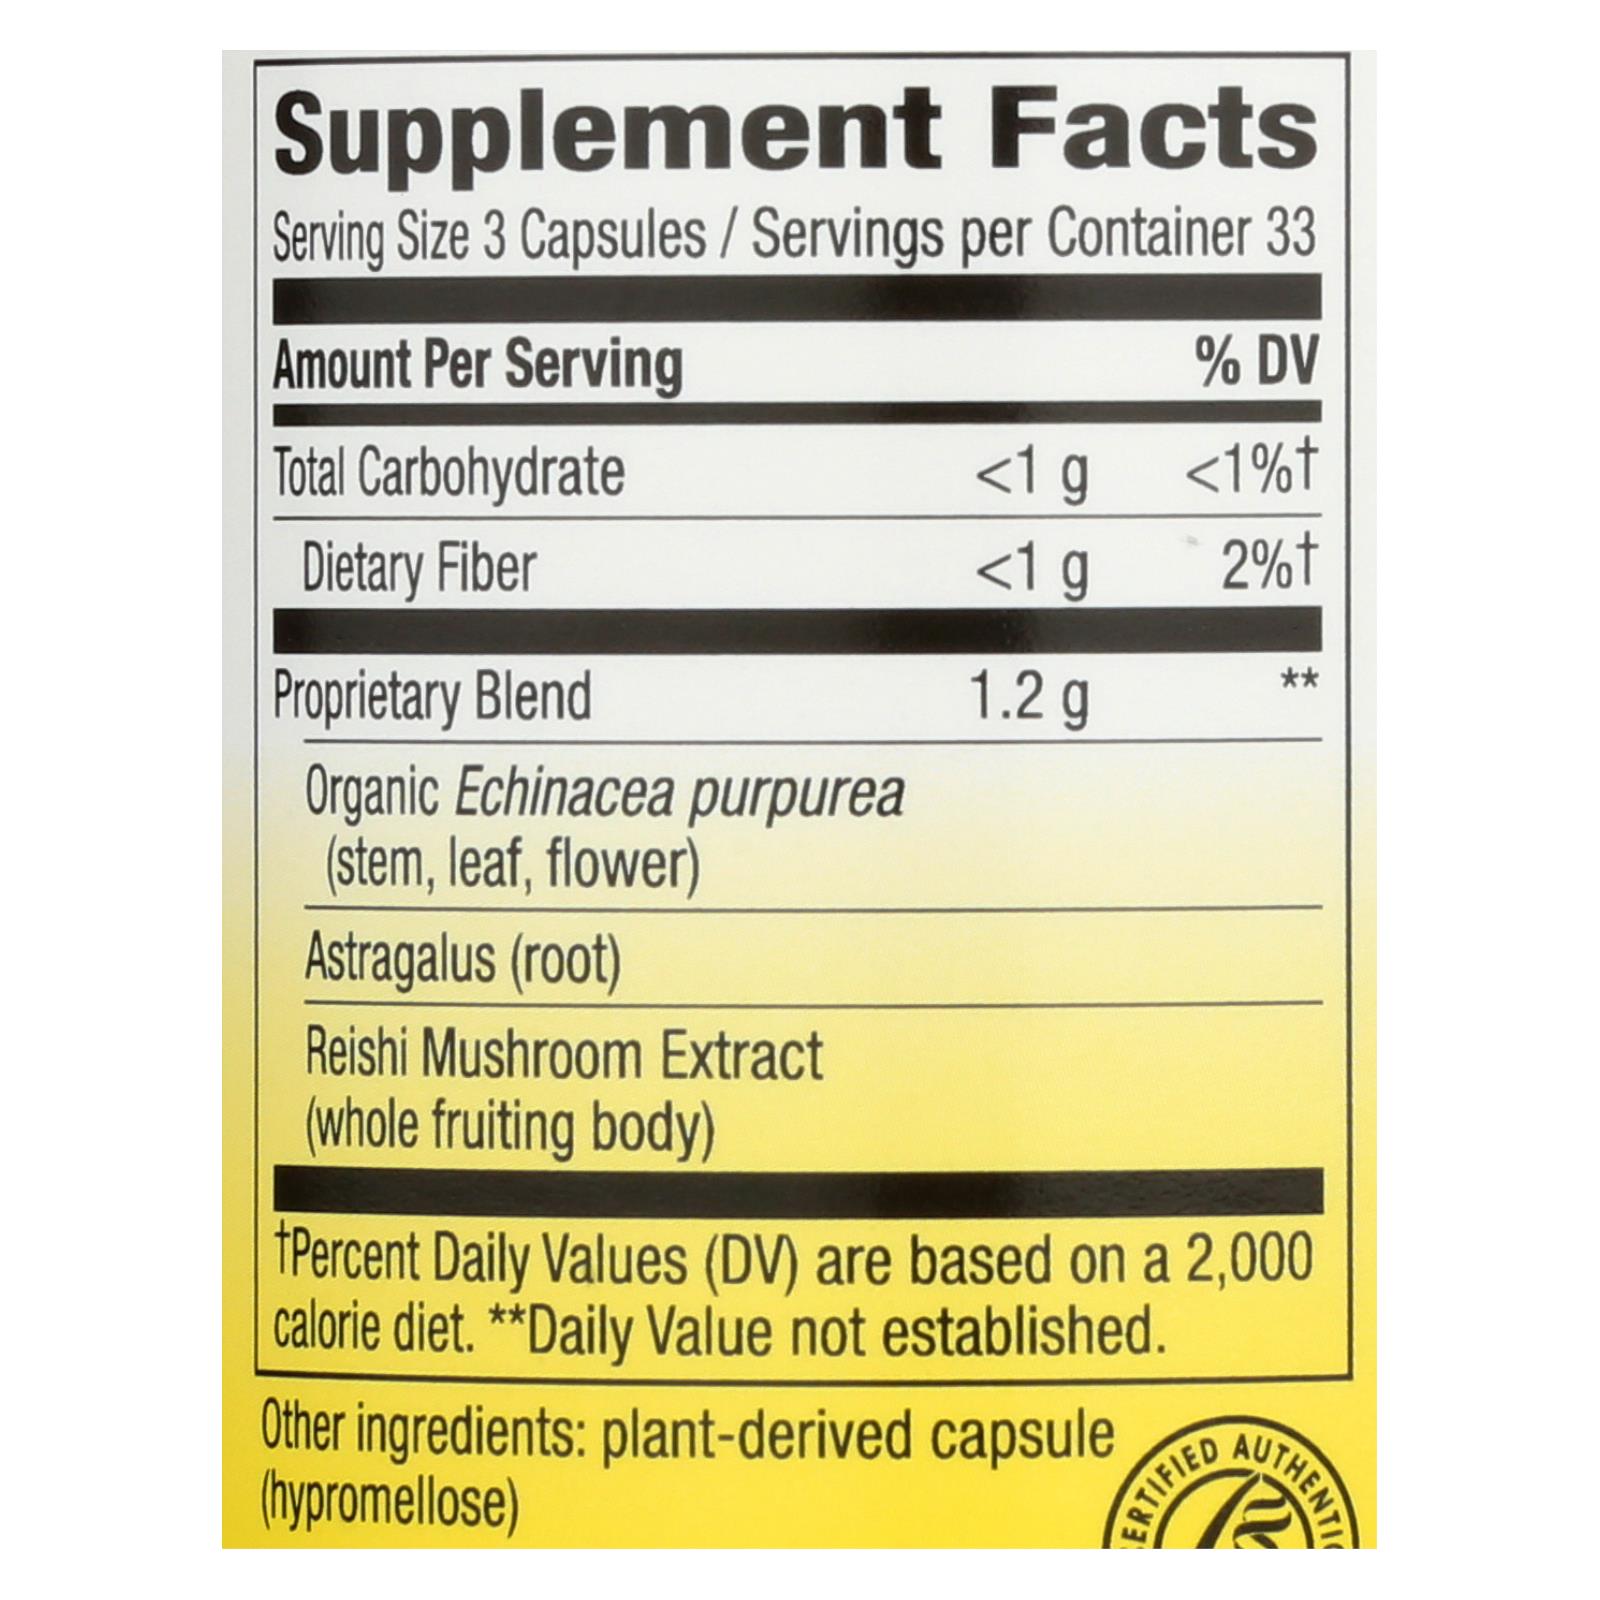 Supplement Facts
Serving Size 3 Capsules / Servings per Container 33
Amount Per Serving % DV
Total Carbohydrate <1 g <1%†
Dietary Fiber <1 g 2%†
Proprietary Blend 1.2 g **
Organic Echinacea purpurea
(stem, leaf, flower)
Astragalus (root)
Reishi Mushroom Extract
(whole fruiting body)
†Percent Daily Values (DV) are based on a 2,000
calorie diet. **Daily Value not established.
Other ingredients: plant-derived capsule
(hypromellose)